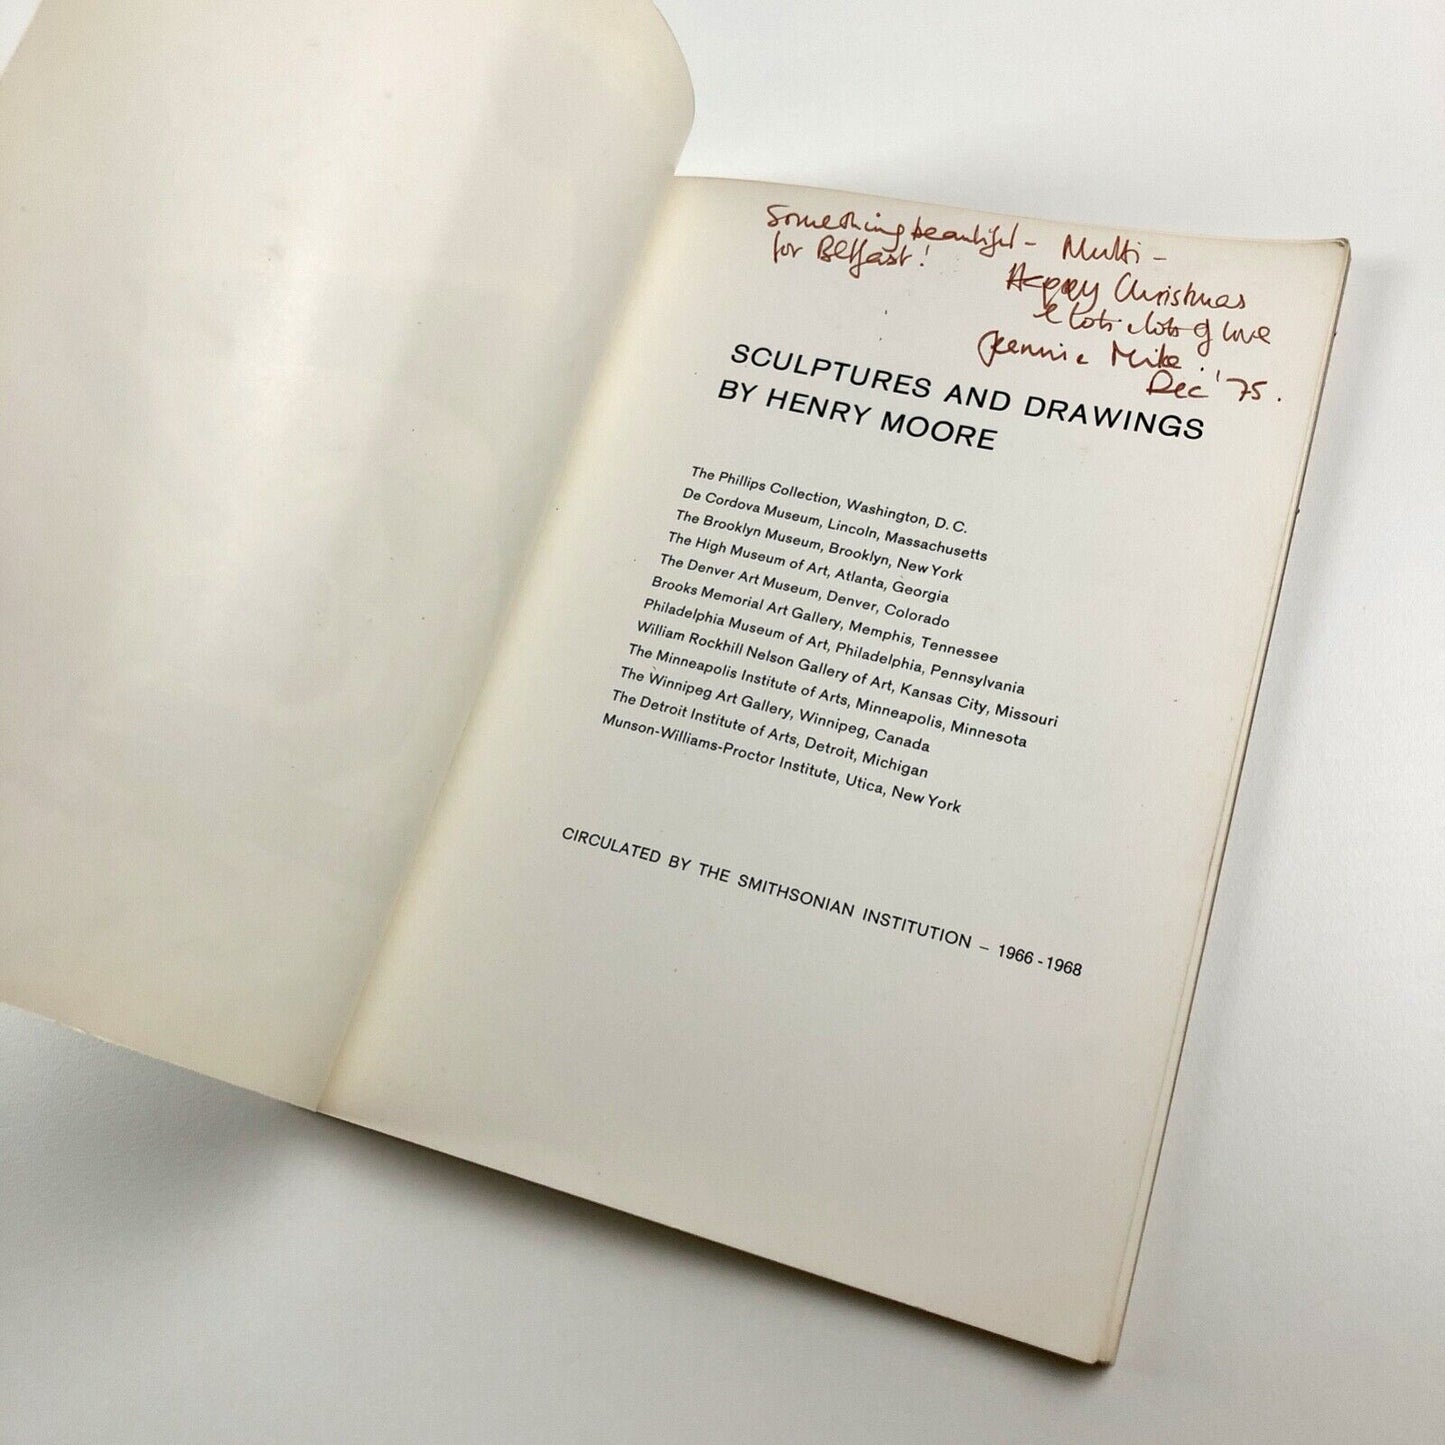 Something beautiful – Multi –
for Belfast!
Happy Christmas
& lots & lots of love
Mike
Dec '75.
SCULPTURES AND DRAWINGS
BY HENRY MOORE
The Phillips Collection, Washington, D. C.
De Cordova Museum, Lincoln, Massachusetts
The Brooklyn Museum, Brooklyn, New York
The High Museum of Art, Atlanta, Georgia
The Denver Art Museum, Denver, Colorado
Brooks Memorial Art Gallery, Memphis, Tennessee
Philadelphia Museum of Art, Philadelphia, Pennsylvania
William Rockhill Nelson Gallery of Art, Kansas City, Missouri
The Minneapolis Institute of Arts, Minneapolis, Minnesota
The Winnipeg Art Gallery, Winnipeg, Canada
The Detroit Institute of Arts, Detroit, Michigan
Munson-Williams-Proctor Institute, Utica, New York
CIRCULATED BY THE SMITHSONIAN INSTITUTION – 1966 - 1968